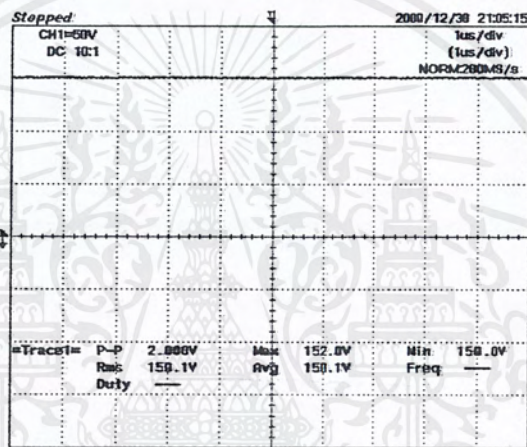 Stopped: 2000/12/30 21:05:15
CH1=50V 1us/div
DC 10:1 (1us/div)
NORM:200MS/s
=Trace1= P-P 2.000V Max 152.0V Min 150.0V
Rms 150.1V Avg 150.1V Freq ——
Duty ——